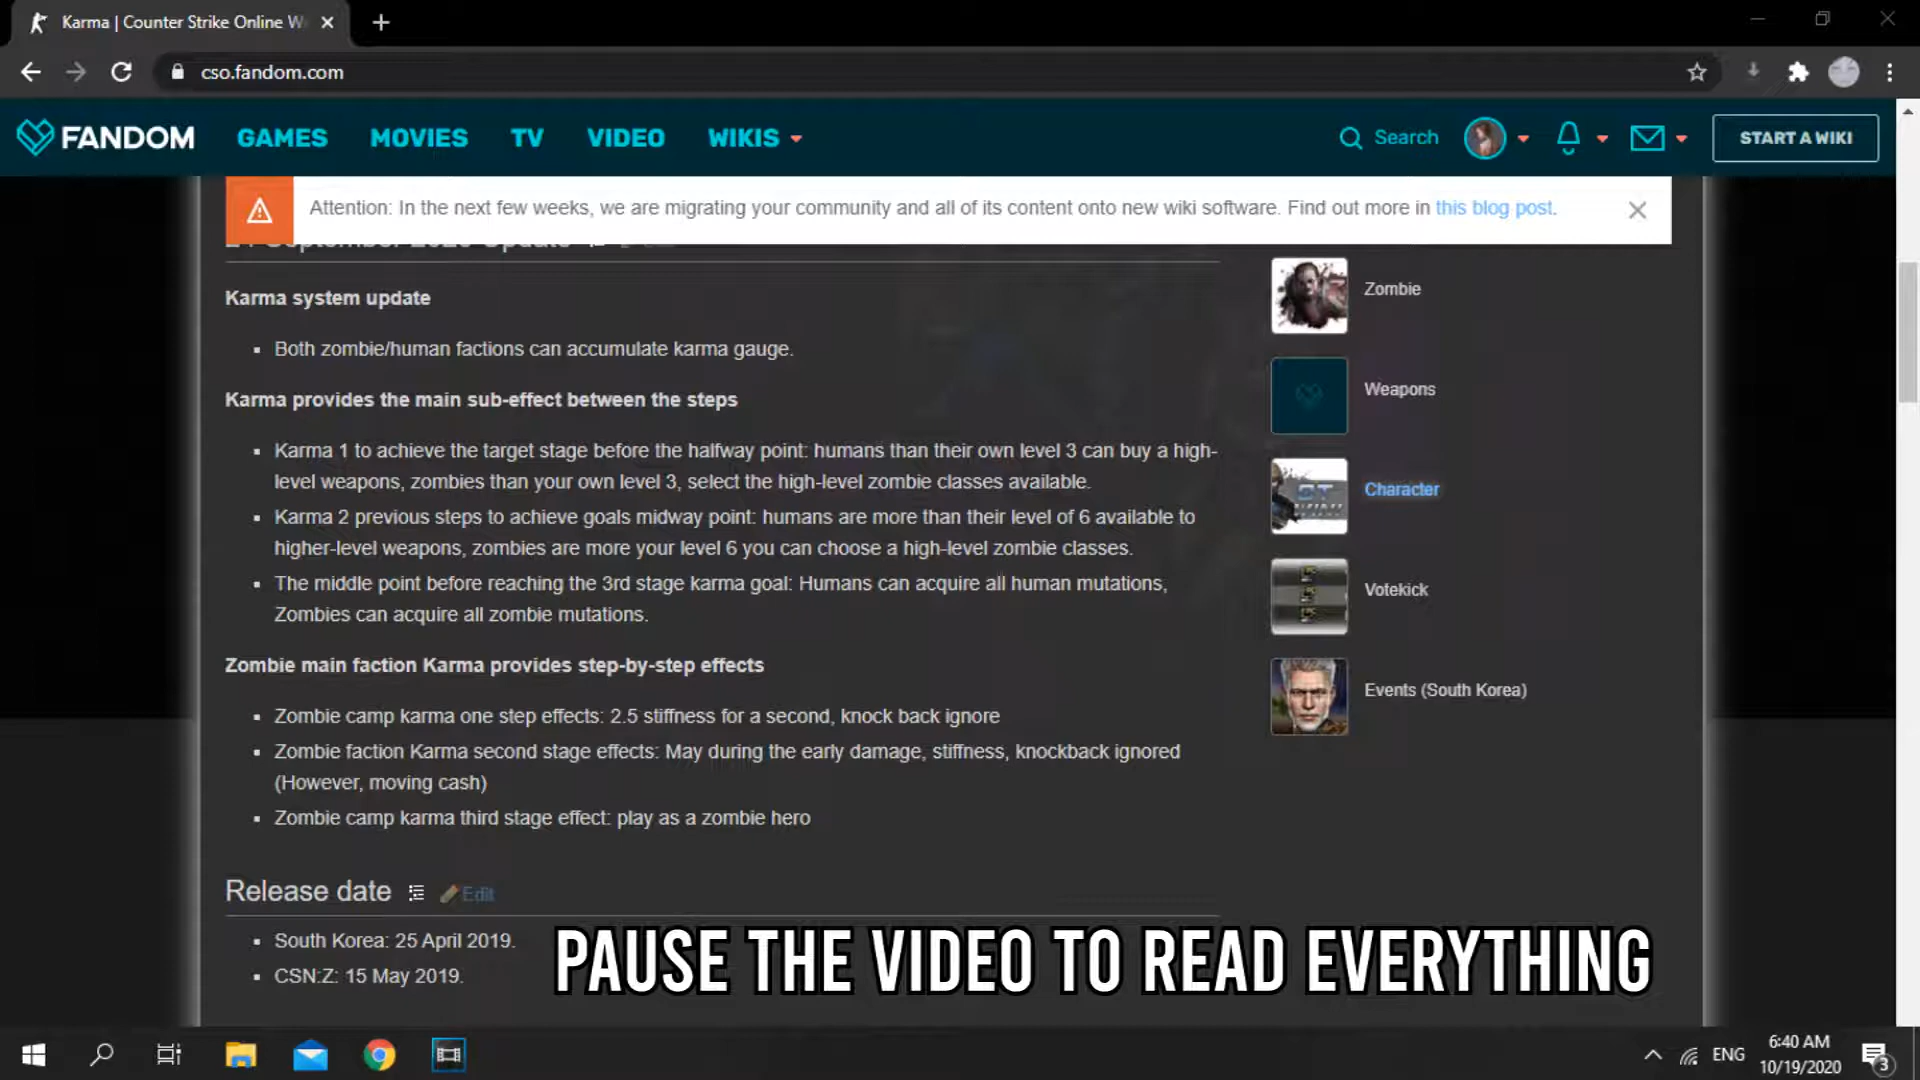 Karma | Counter Strike Online W
cso.fandom.com
FANDOM
GAMES
MOVIES
TV
VIDEO
WIKIS
Search
START A WIKI
Attention: In the next few weeks, we are migrating your community and all of its content onto new wiki software. Find out more in this blog post.
September 2020 Update
Karma system update
Both zombie/human factions can accumulate karma gauge.
Karma provides the main sub-effect between the steps
Karma 1 to achieve the target stage before the halfway point: humans than their own level 3 can buy a high-
level weapons, zombies than your own level 3, select the high-level zombie classes available.
Karma 2 previous steps to achieve goals midway point: humans are more than their level of 6 available to
higher-level weapons, zombies are more your level 6 you can choose a high-level zombie classes.
The middle point before reaching the 3rd stage karma goal: Humans can acquire all human mutations,
Zombies can acquire all zombie mutations.
Zombie main faction Karma provides step-by-step effects
Zombie camp karma one step effects: 2.5 stiffness for a second, knock back ignore
Zombie faction Karma second stage effects: May during the early damage, stiffness, knockback ignored
(However, moving cash)
Zombie camp karma third stage effect: play as a zombie hero
Release date
Edit
South Korea: 25 April 2019.
CSN:Z: 15 May 2019.
Zombie
Weapons
Character
Votekick
Events (South Korea)
PAUSE THE VIDEO TO READ EVERYTHING
ENG
6:40 AM
10/19/2020
3